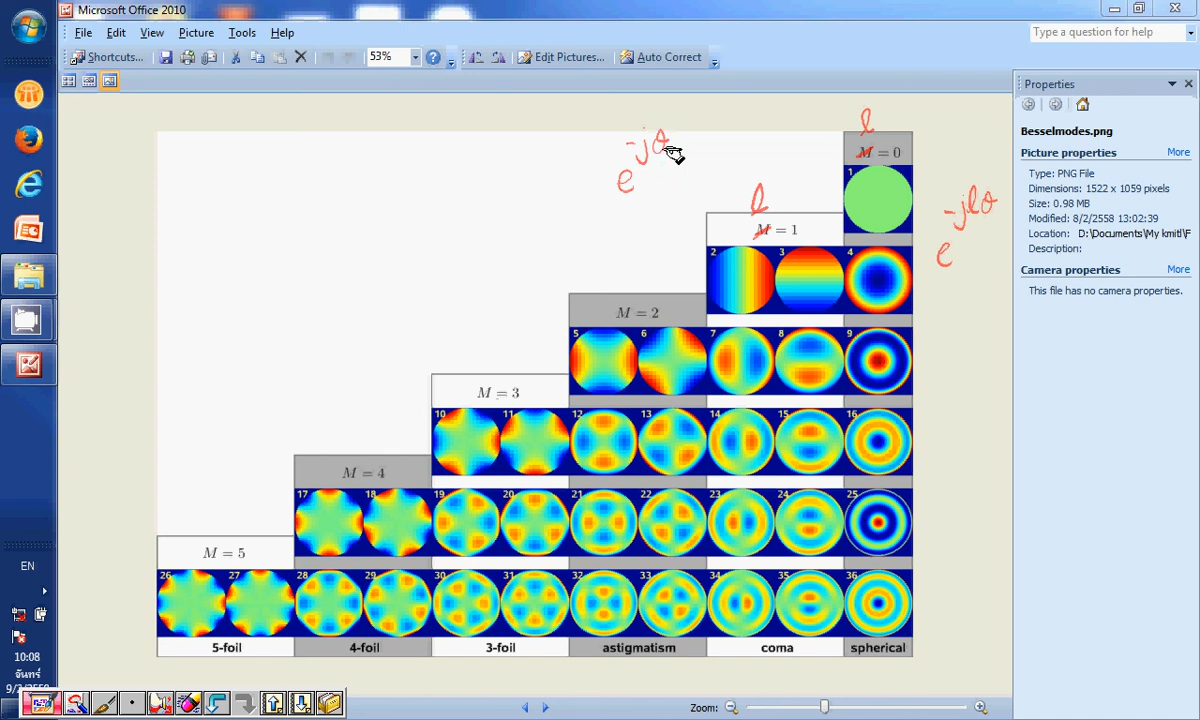 Microsoft Office 2010
File Edit View Picture Tools Help
Type a question for help
Shortcuts... 53% Edit Pictures... Auto Correct
Properties
Besselmodes.png
Picture properties More
Type: PNG File
Dimensions: 1522 x 1059 pixels
Size: 0.98 MB
Modified: 8/2/2558 13:02:39
Location: D:\Documents\My kmitl\F
Description:
Camera properties More
This file has no camera properties.
e^-jθ
l
M = 0
1
e^-jlθ
l
M = 1
2 3 4
M = 2
5 6 7 8 9
M = 3
10 11 12 13 14 15 16
M = 4
17 18 19 20 21 22 23 24 25
M = 5
26 27 28 29 30 31 32 33 34 35 36
5-foil 4-foil 3-foil astigmatism coma spherical
Zoom:
EN
10:08
จันทร์